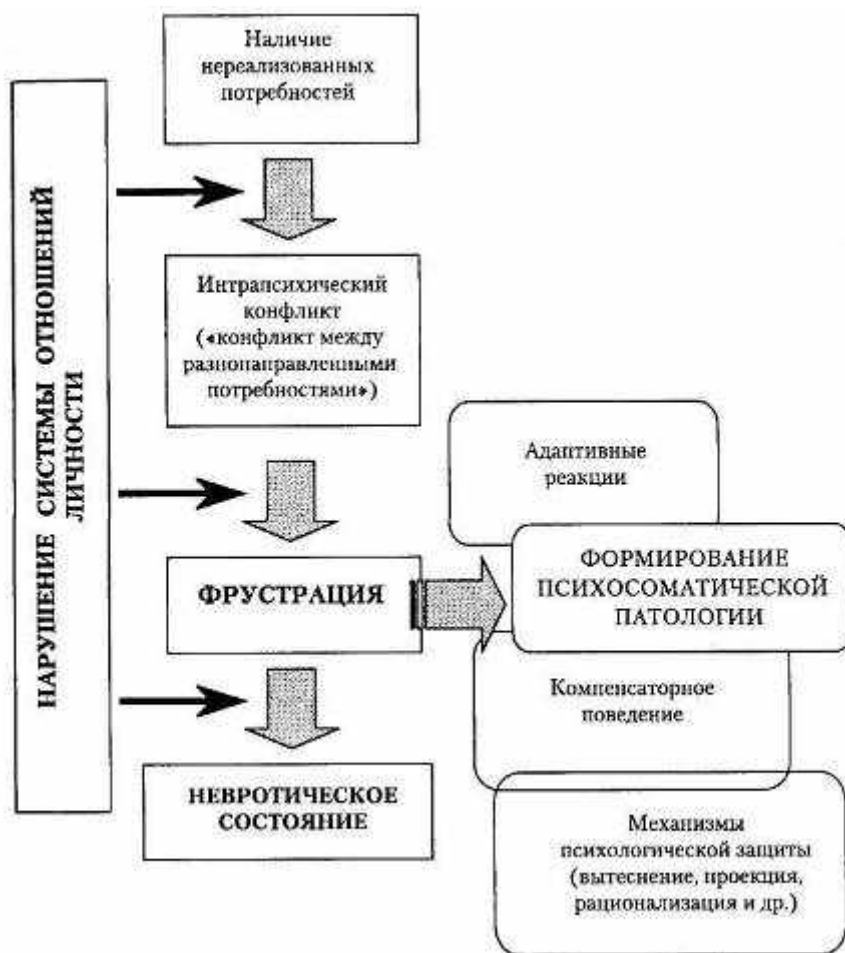 Наличие
нереализованных
потребностей
НАРУШЕНИЕ СИСТЕМЫ ОТНОШЕНИЙ
ЛИЧНОСТИ
Интрапсихический
конфликт
(«конфликт между
разнонаправленными
потребностями»)
Адаптивные
реакции
ФРУСТРАЦИЯ
ФОРМИРОВАНИЕ
ПСИХОСОМАТИЧЕСКОЙ
ПАТОЛОГИИ
Компенсаторное
поведение
НЕВРОТИЧЕСКОЕ
СОСТОЯНИЕ
Механизмы
психологической защиты
(вытеснение, проекция,
рационализация и др.)